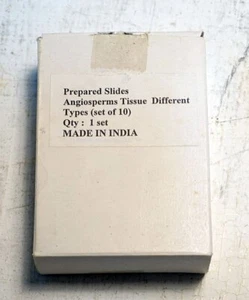 Prepared Slides
Angiosperms Tissue Different
Types (set of 10)
Qty : 1 set
MADE IN INDIA